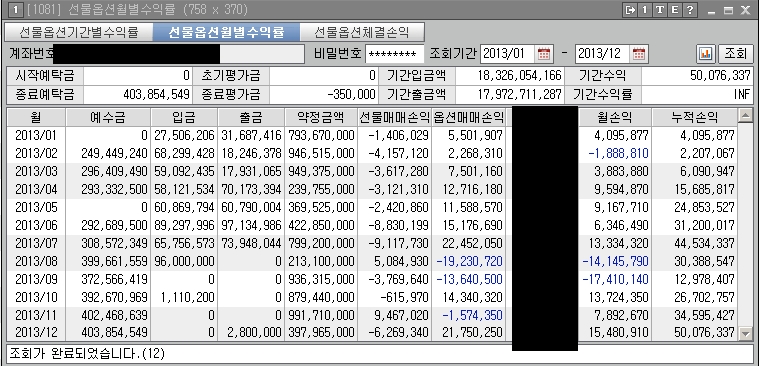 1 [1081] 선물옵션월별수익률 (758 x 370) 1 T E ?
선물옵션기간별수익률 선물옵션월별수익률 선물옵션체결손익
계좌번호 비밀번호 ******** 조회기간 2013/01 - 2013/12 조회
시작예탁금 0 초기평가금 0 기간입금액 18,326,054,166 기간수익 50,076,337
종료예탁금 403,854,549 종료평가금 -350,000 기간출금액 17,972,711,287 기간수익률 INF
월 예수금 입금 출금 약정금액 선물매매손익 옵션매매손익 월손익 누적손익
2013/01 0 27,506,206 31,687,416 793,670,000 -1,406,029 5,501,907 4,095,877 4,095,877
2013/02 249,449,240 68,299,428 18,246,378 946,515,000 -4,157,120 2,268,310 -1,888,810 2,207,067
2013/03 296,409,490 59,092,435 17,931,065 949,375,000 -3,617,280 7,501,160 3,883,880 6,090,947
2013/04 293,332,500 58,121,534 70,173,394 239,755,000 -3,121,310 12,716,180 9,594,870 15,685,817
2013/05 0 60,869,794 60,790,004 369,525,000 -2,420,860 11,588,570 9,167,710 24,853,527
2013/06 292,689,500 89,297,996 97,134,986 422,850,000 -8,830,199 15,176,690 6,346,490 31,200,017
2013/07 308,572,349 65,756,573 73,948,044 799,200,000 -9,117,730 22,452,050 13,334,320 44,534,337
2013/08 399,661,559 96,000,000 0 213,100,000 5,084,930 -19,230,720 -14,145,790 30,388,547
2013/09 372,566,419 0 0 936,315,000 -3,769,640 -13,640,500 -17,410,140 12,978,407
2013/10 392,670,969 1,110,200 0 879,440,000 -615,970 14,340,320 13,724,350 26,702,757
2013/11 402,468,639 0 0 991,710,000 9,467,020 -1,574,350 7,892,670 34,595,427
2013/12 403,854,549 0 2,800,000 397,965,000 -6,269,340 21,750,250 15,480,910 50,076,337
조회가 완료되었습니다.(12)